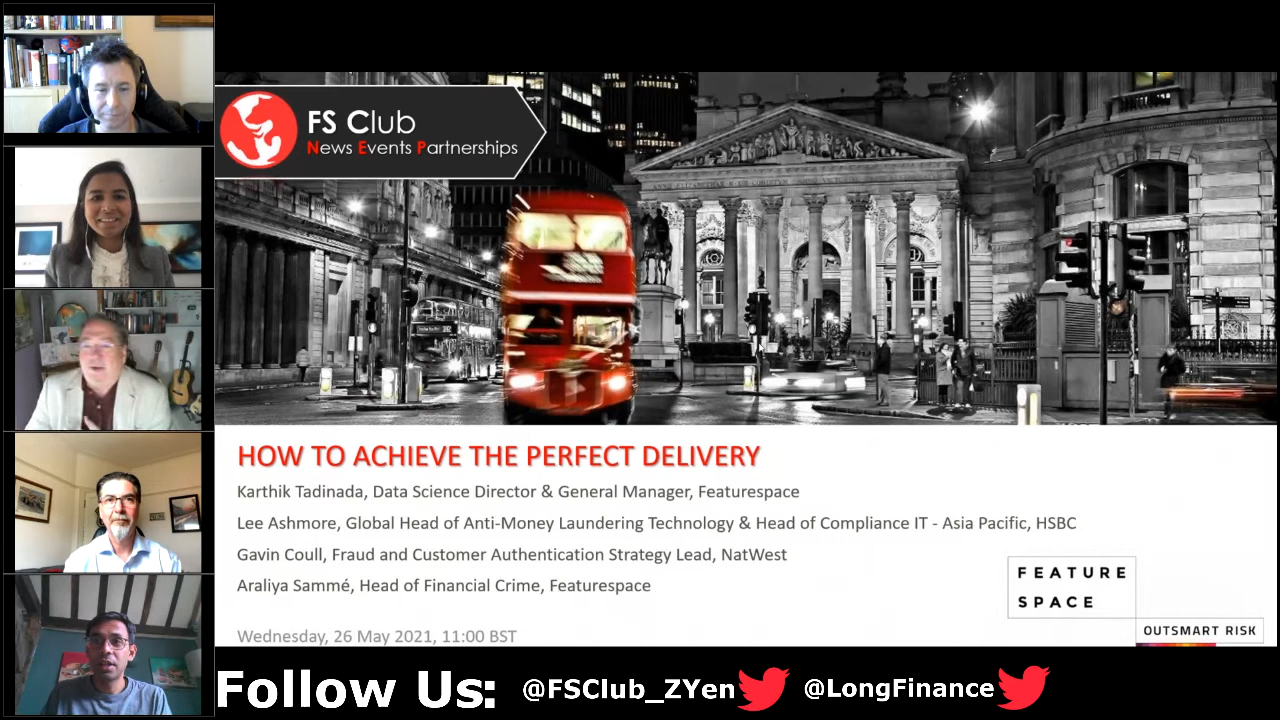 FS Club
News Events Partnerships
HOW TO ACHIEVE THE PERFECT DELIVERY
Karthik Tadinada, Data Science Director & General Manager, Featurespace
Lee Ashmore, Global Head of Anti-Money Laundering Technology & Head of Compliance IT - Asia Pacific, HSBC
Gavin Coull, Fraud and Customer Authentication Strategy Lead, NatWest
Araliya Sammé, Head of Financial Crime, Featurespace
Wednesday, 26 May 2021, 11:00 BST
FEATURE
SPACE
OUTSMART RISK
Follow Us: @FSClub_ZYen @LongFinance